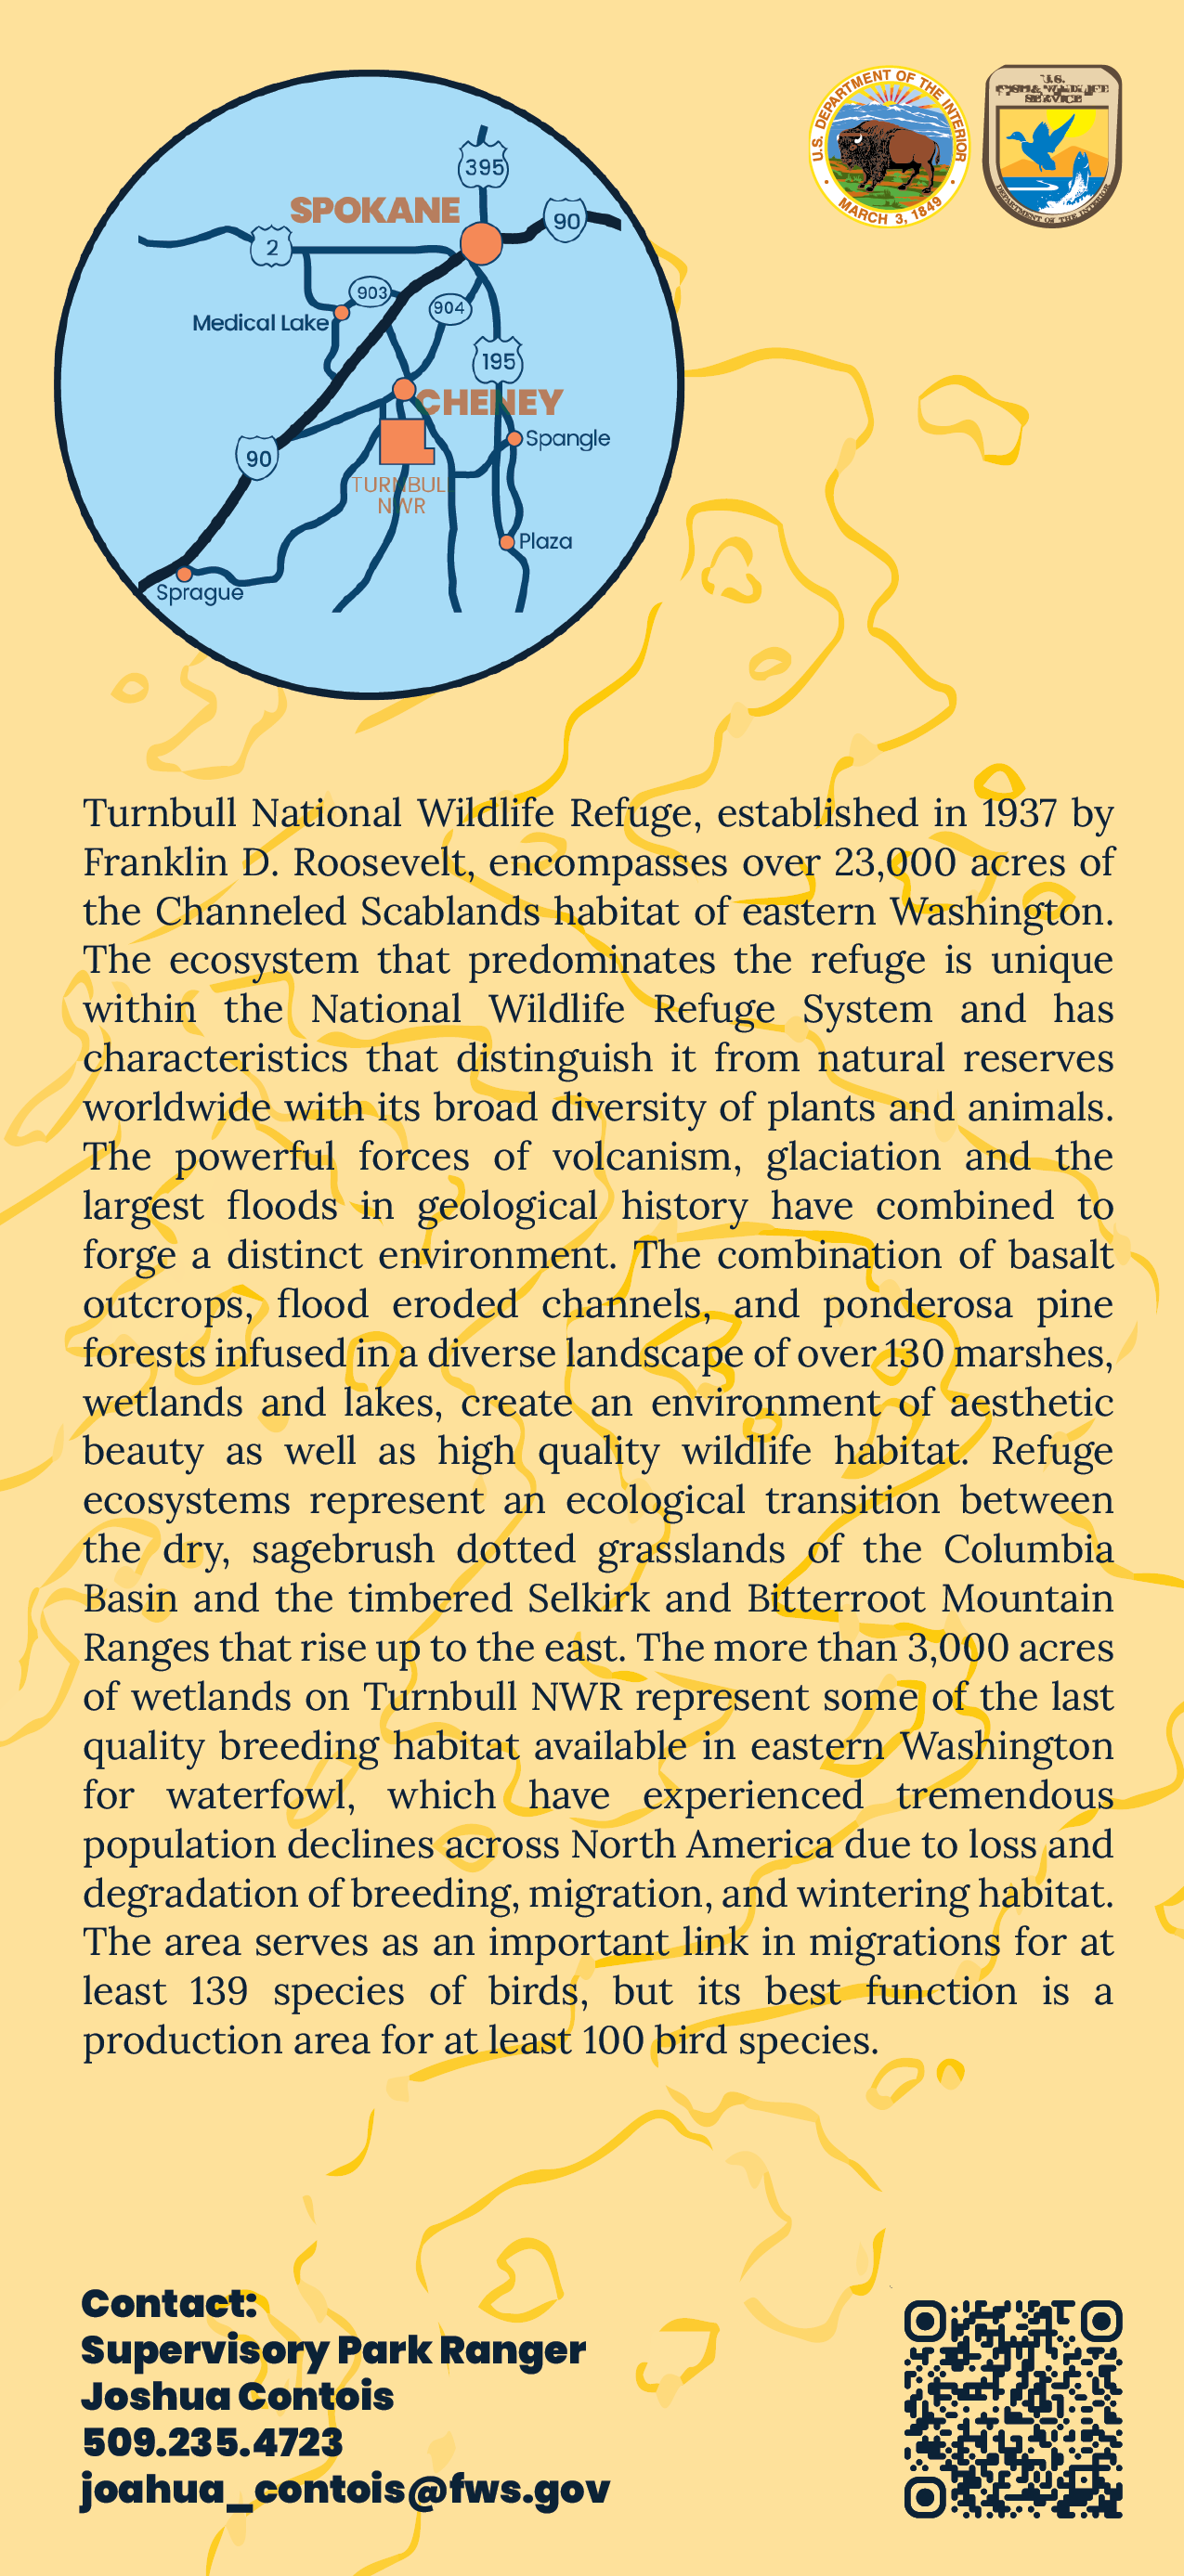 395
SPOKANE
90
2
903
904
Medical Lake
195
CHENEY
Spangle
90
TURNBUL
NWR
Plaza
Sprague
U.S. DEPARTMENT OF THE INTERIOR
MARCH 3, 1849
U.S.
FISH & WILDLIFE
SERVICE
DEPARTMENT OF THE INTERIOR
Turnbull National Wildlife Refuge, established in 1937 by
Franklin D. Roosevelt, encompasses over 23,000 acres of
the Channeled Scablands habitat of eastern Washington.
The ecosystem that predominates the refuge is unique
within the National Wildlife Refuge System and has
characteristics that distinguish it from natural reserves
worldwide with its broad diversity of plants and animals.
The powerful forces of volcanism, glaciation and the
largest floods in geological history have combined to
forge a distinct environment. The combination of basalt
outcrops, flood eroded channels, and ponderosa pine
forests infused in a diverse landscape of over 130 marshes,
wetlands and lakes, create an environment of aesthetic
beauty as well as high quality wildlife habitat. Refuge
ecosystems represent an ecological transition between
the dry, sagebrush dotted grasslands of the Columbia
Basin and the timbered Selkirk and Bitterroot Mountain
Ranges that rise up to the east. The more than 3,000 acres
of wetlands on Turnbull NWR represent some of the last
quality breeding habitat available in eastern Washington
for waterfowl, which have experienced tremendous
population declines across North America due to loss and
degradation of breeding, migration, and wintering habitat.
The area serves as an important link in migrations for at
least 139 species of birds, but its best function is a
production area for at least 100 bird species.
Contact:
Supervisory Park Ranger
Joshua Contois
509.235.4723
joahua_contois@fws.gov